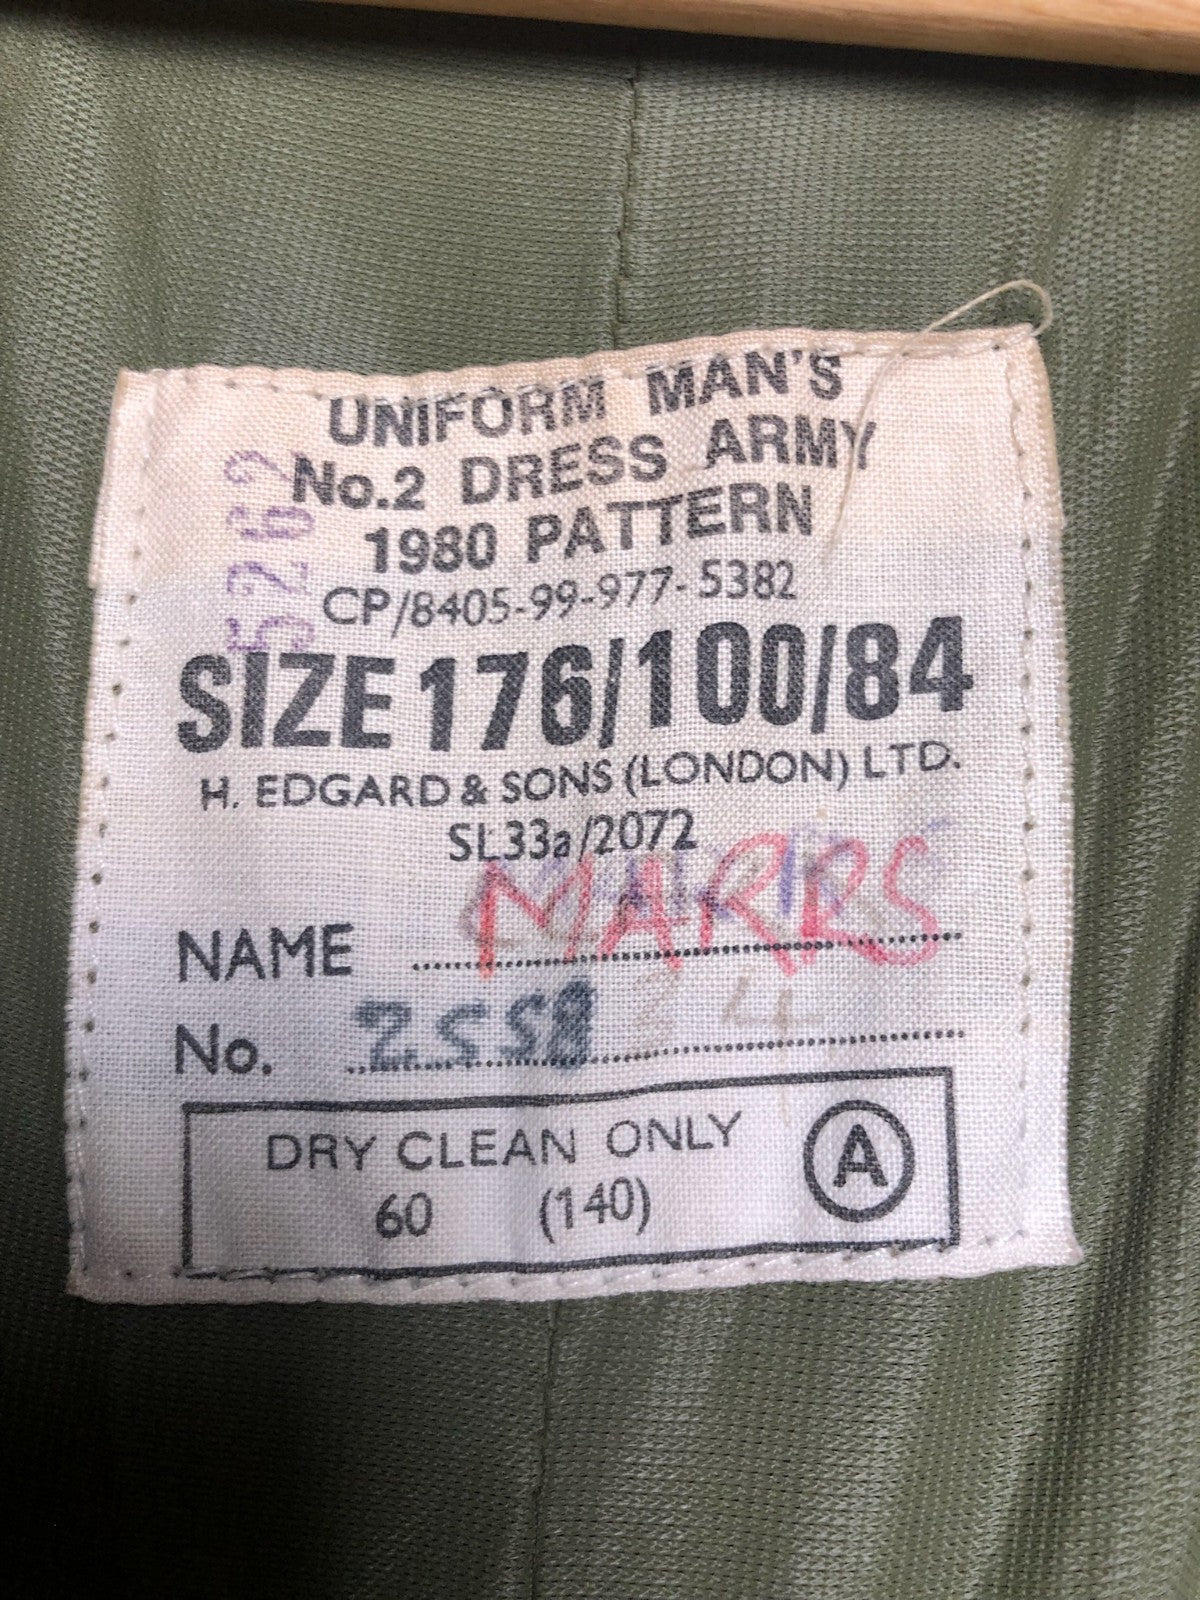 UNIFORM MAN'S
No.2 DRESS ARMY
1980 PATTERN
CP/8405-99-977-5382
5262
SIZE 176/100/84
H. EDGARD & SONS (LONDON) LTD.
SL33a/2072
NAME MARRS
No. 2558
DRY CLEAN ONLY
60 (140)
A